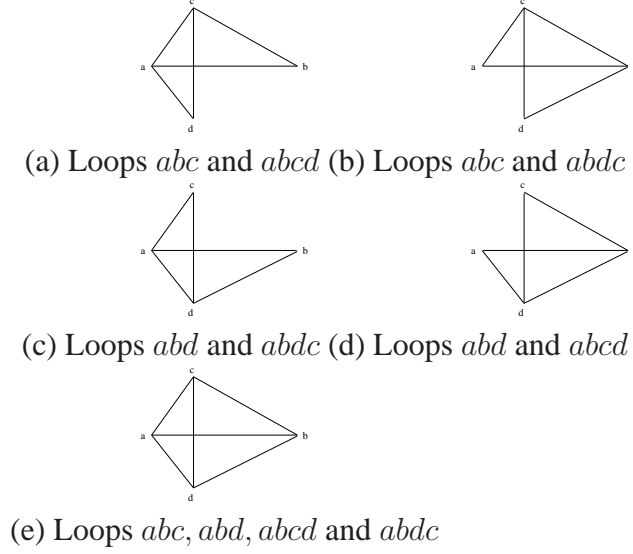 c
a b
d
c
a
d
(a) Loops abc and abcd (b) Loops abc and abdc
c
a b
d
c
a
d
(c) Loops abd and abdc (d) Loops abd and abcd
c
a b
d
(e) Loops abc, abd, abcd and abdc